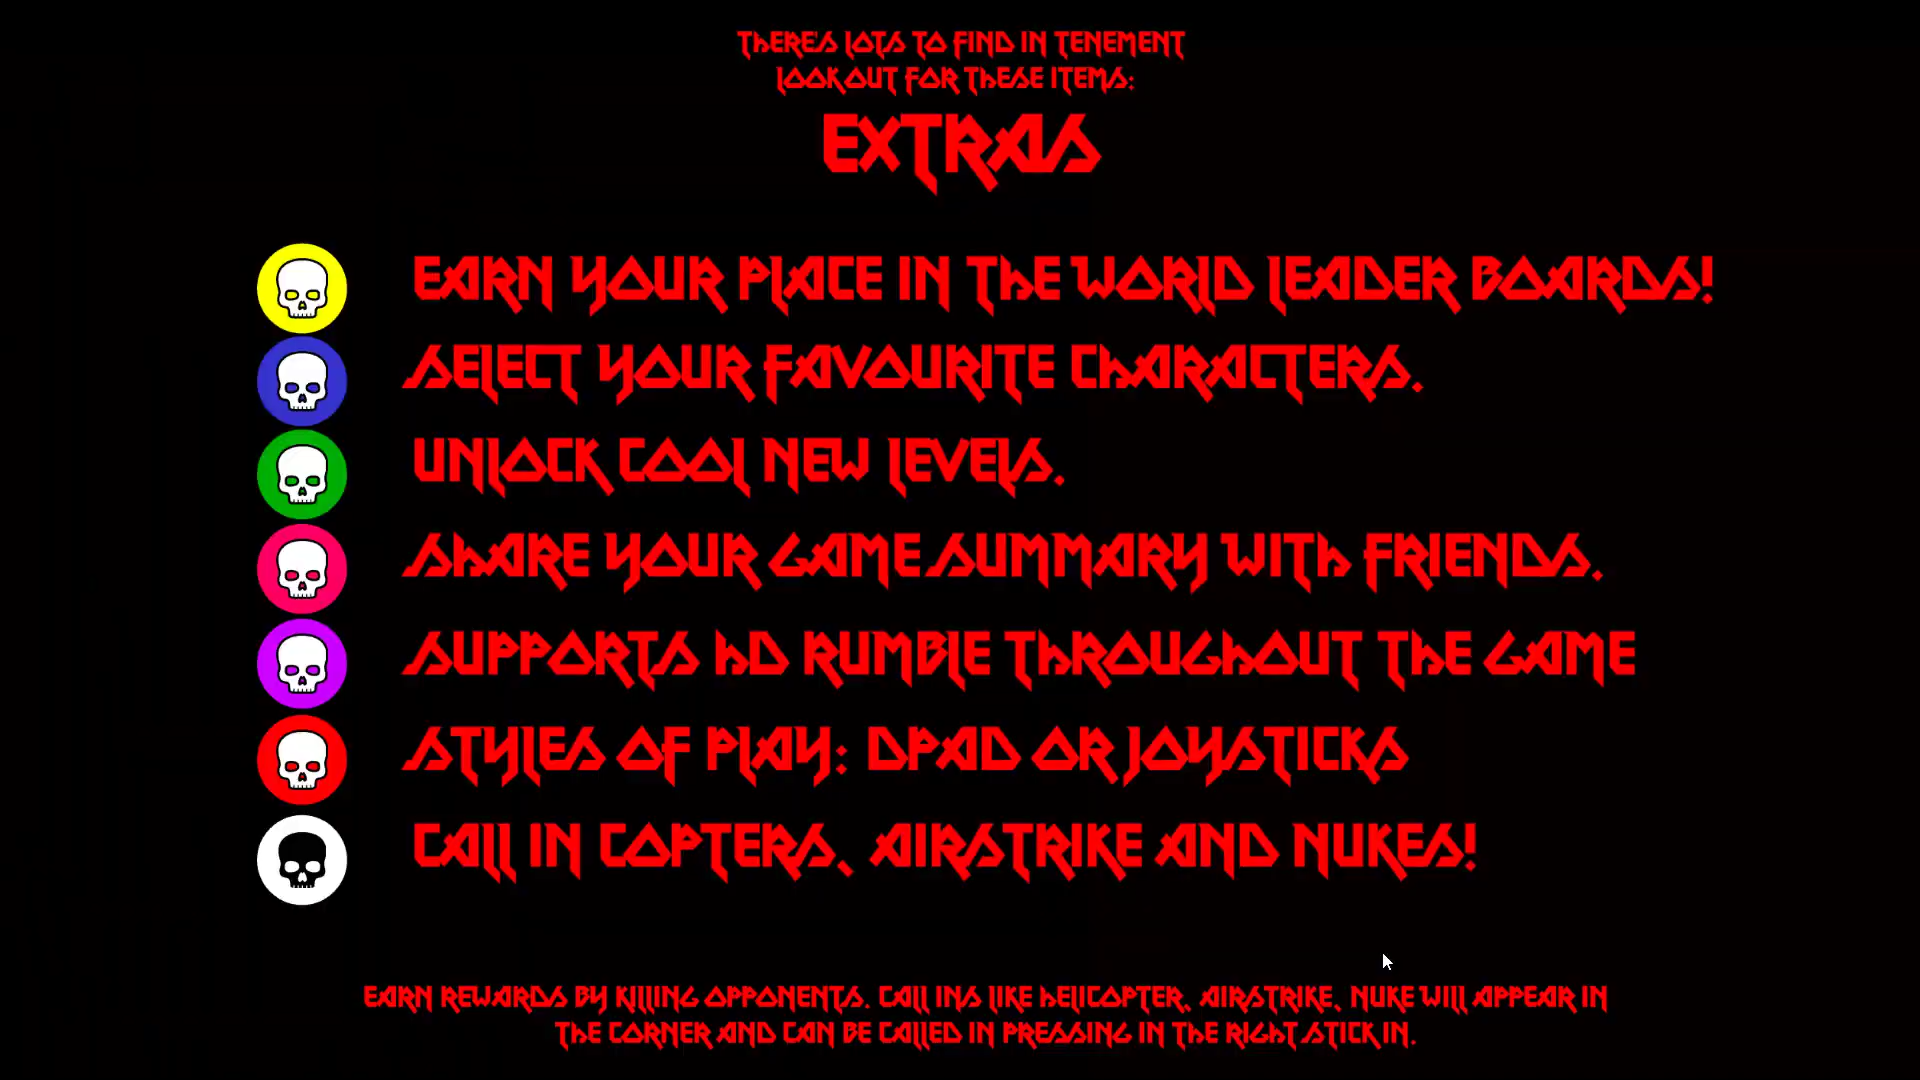 THERE'S LOTS TO FIND IN TENEMENT
LOOKOUT FOR THESE ITEMS:
EXTRAS
EARN YOUR PLACE IN THE WORLD LEADER BOARDS!
SELECT YOUR FAVOURITE CHARACTERS.
UNLOCK COOL NEW LEVELS.
SHARE YOUR GAME SUMMARY WITH FRIENDS.
SUPPORTS HD RUMBLE THROUGHOUT THE GAME
STYLES OF PLAY: DPAD OR JOYSTICKS
CALL IN COPTERS, AIRSTRIKE AND NUKES!
EARN REWARDS BY KILLING OPPONENTS. CALL INS LIKE HELICOPTER, AIRSTRIKE, NUKE WILL APPEAR IN
THE CORNER AND CAN BE CALLED IN PRESSING IN THE RIGHT STICK IN.